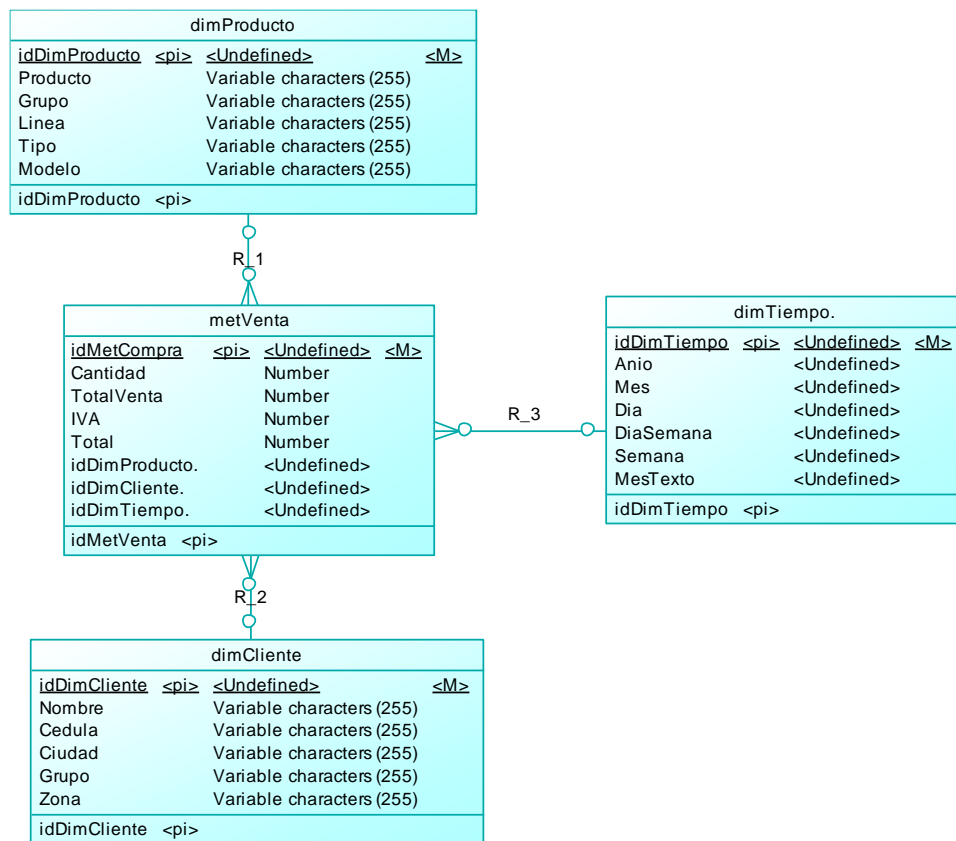 dimProducto
idDimProducto <pi> <Undefined> <M>
Producto Variable characters (255)
Grupo Variable characters (255)
Linea Variable characters (255)
Tipo Variable characters (255)
Modelo Variable characters (255)
idDimProducto <pi>
R_1
metVenta
idMetCompra <pi> <Undefined> <M>
Cantidad Number
TotalVenta Number
IVA Number
Total Number
idDimProducto. <Undefined>
idDimCliente. <Undefined>
idDimTiempo. <Undefined>
idMetVenta <pi>
R_3
dimTiempo.
idDimTiempo <pi> <Undefined> <M>
Anio <Undefined>
Mes <Undefined>
Dia <Undefined>
DiaSemana <Undefined>
Semana <Undefined>
MesTexto <Undefined>
idDimTiempo <pi>
R_2
dimCliente
idDimCliente <pi> <Undefined> <M>
Nombre Variable characters (255)
Cedula Variable characters (255)
Ciudad Variable characters (255)
Grupo Variable characters (255)
Zona Variable characters (255)
idDimCliente <pi>